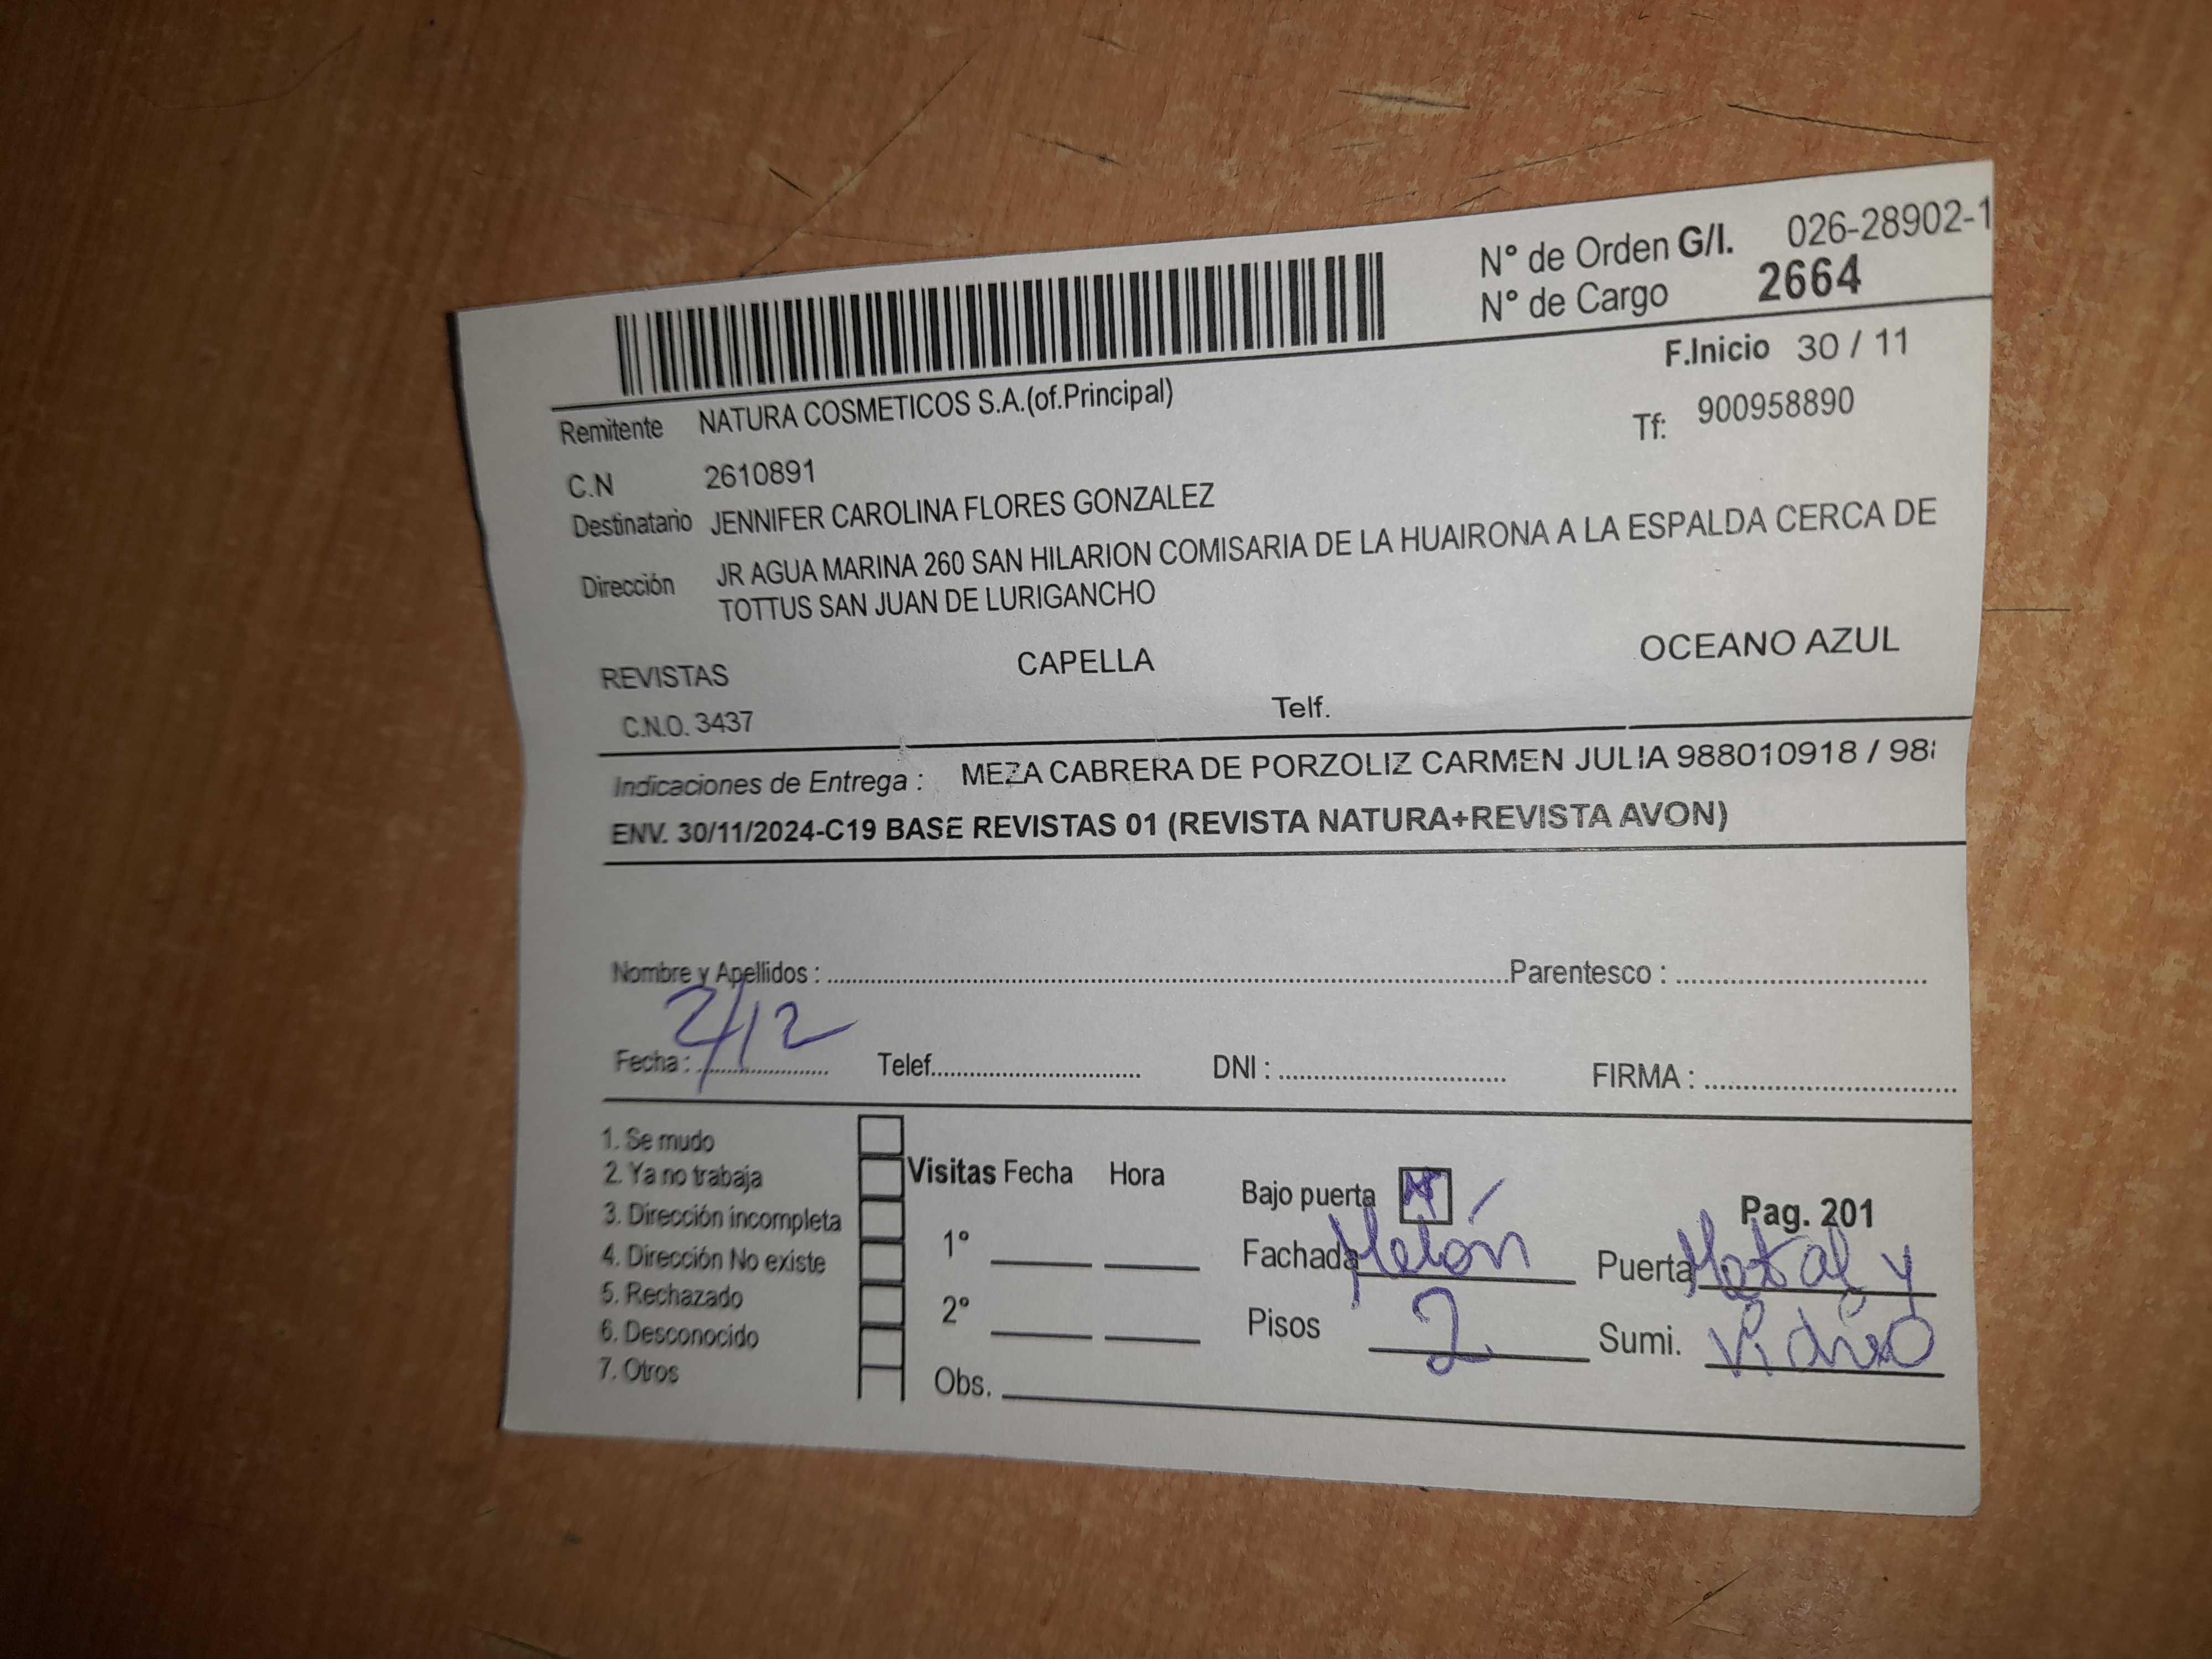 N° de Orden G/I. 026-28902-1
N° de Cargo 2664
F.Inicio 30 / 11
Remitente NATURA COSMETICOS S.A.(of.Principal)
Tf: 900958890
C.N 2610891
Destinatario JENNIFER CAROLINA FLORES GONZALEZ
Dirección JR AGUA MARINA 260 SAN HILARION COMISARIA DE LA HUAIRONA A LA ESPALDA CERCA DE
TOTTUS SAN JUAN DE LURIGANCHO
REVISTAS CAPELLA OCEANO AZUL
C.N.O. 3437 Telf.
Indicaciones de Entrega : MEZA CABRERA DE PORZOLIZ CARMEN JULIA 988010918 / 98
ENV. 30/11/2024-C19 BASE REVISTAS 01 (REVISTA NATURA+REVISTA AVON)
Nombre y Apellidos : Parentesco :
Fecha : 2/12 Telef. DNI : FIRMA :
1. Se mudo
2. Ya no trabaja
3. Dirección incompleta
4. Dirección No existe
5. Rechazado
6. Desconocido
7. Otros
Visitas Fecha Hora
1°
2°
Obs.
Bajo puerta
Pag. 201
Fachada Melón Puerta Metal y
Pisos 2 Sumi. Vidrio